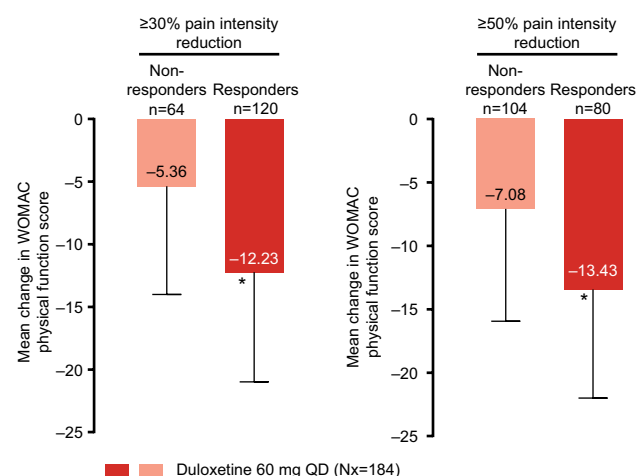 ≥30% pain intensity
reduction
Non-
responders
n=64
Responders
n=120
0
–5
–10
–15
–20
–25
Mean change in WOMAC
physical function score
–5.36
–12.23
*
≥50% pain intensity
reduction
Non-
responders
n=104
Responders
n=80
0
–5
–10
–15
–20
–25
Mean change in WOMAC
physical function score
–7.08
–13.43
*
Duloxetine 60 mg QD (Nx=184)